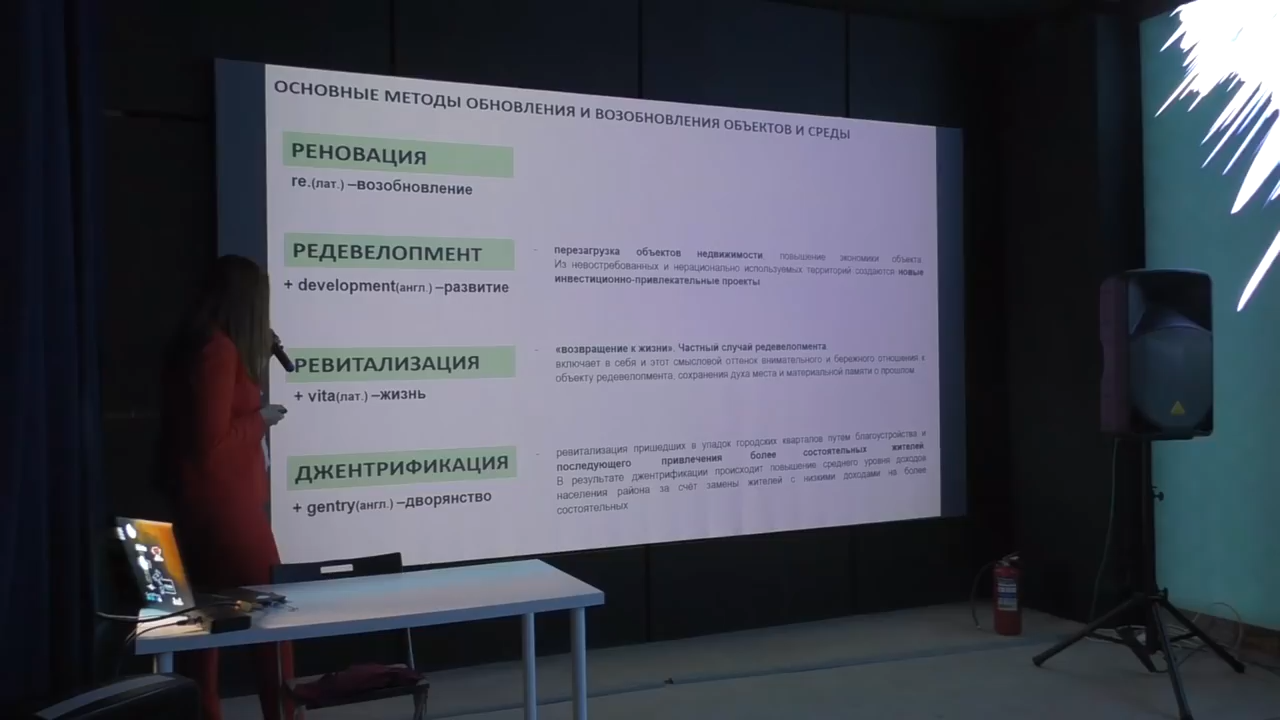 ОСНОВНЫЕ МЕТОДЫ ОБНОВЛЕНИЯ И ВОЗОБНОВЛЕНИЯ ОБЪЕКТОВ И СРЕДЫ
РЕНОВАЦИЯ
re.(лат.) –возобновление
РЕДЕВЕЛОПМЕНТ
+ development(англ.) –развитие
- перезагрузка объектов недвижимости повышение экономики объекта.
Из невостребованных и нерационально используемых территорий создаются новые
инвестиционно-привлекательные проекты
РЕВИТАЛИЗАЦИЯ
+ vita(лат.) –жизнь
- «возвращение к жизни». Частный случай редевелопмента
включает в себя и этот смысловой оттенок внимательного и бережного отношения к
объекту редевелопмента, сохранения духа места и материальной памяти о прошлом
ДЖЕНТРИФИКАЦИЯ
+ gentry(англ.) –дворянство
- ревитализация пришедших в упадок городских кварталов путем благоустройства и
последующего привлечения более состоятельных жителей.
В результате джентрификации происходит повышение среднего уровня доходов
населения района за счёт замены жителей с низкими доходами на более
состоятельных